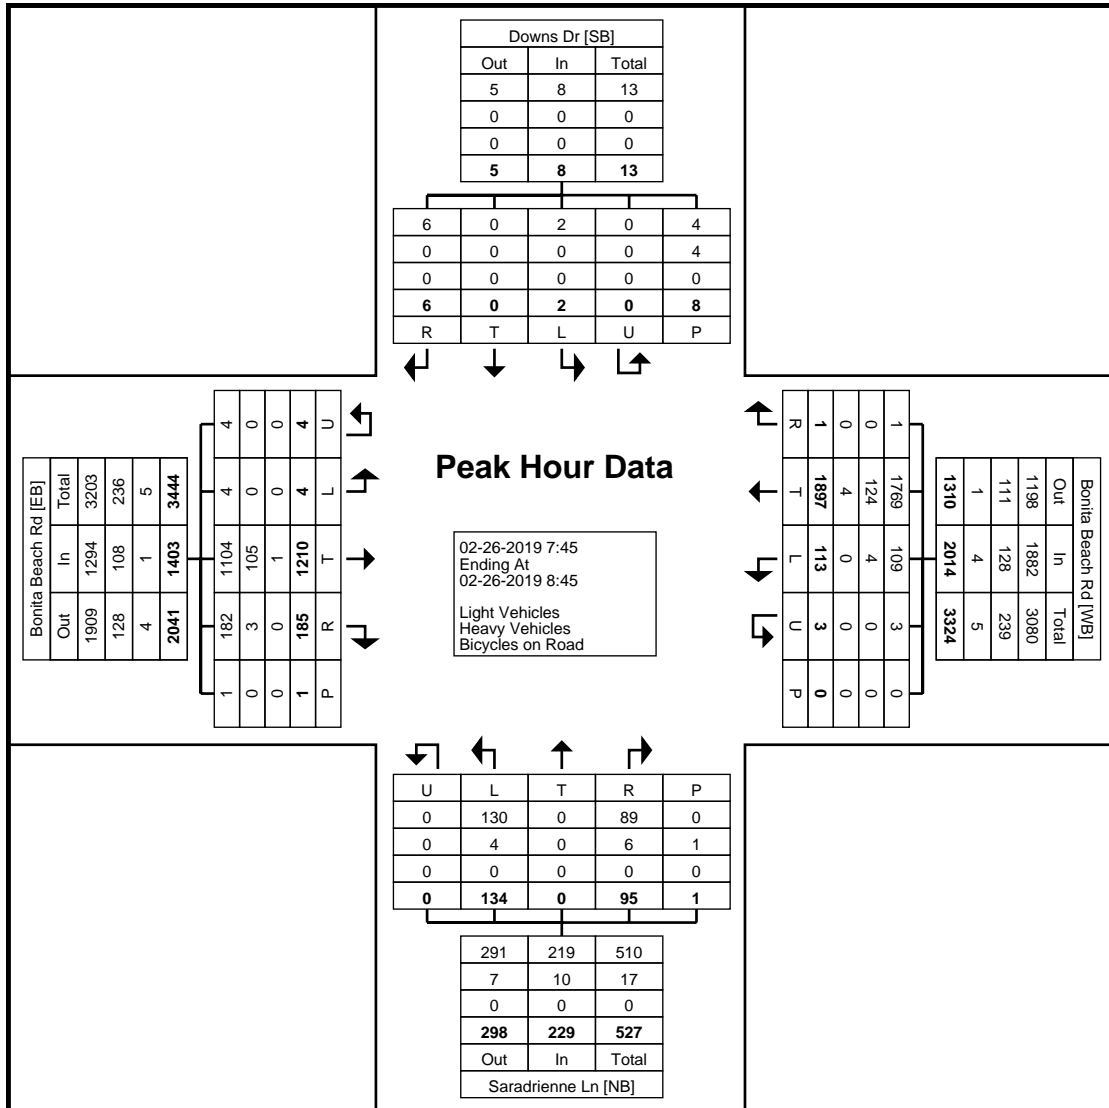 Downs Dr [SB]
Out In Total
5 8 13
0 0 0
0 0 0
5 8 13
6 0 2 0 4
0 0 0 0 4
0 0 0 0 0
6 0 2 0 8
R T L U P
Peak Hour Data
02-26-2019 7:45
Ending At
02-26-2019 8:45
Light Vehicles
Heavy Vehicles
Bicycles on Road
Bonita Beach Rd [EB]
Total In Out
3203 1294 1909
236 108 128
5 1 4
3444 1403 2041
4 4 1104 182 1
0 0 105 3 0
0 0 1 0 0
4 4 1210 185 1
U L T R P
Bonita Beach Rd [WB]
Out In Total
1198 1882 3080
111 128 239
1 4 5
1310 2014 3324
1 1769 109 3 0
0 124 4 0 0
0 4 0 0 0
1 1897 113 3 0
R T L U P
U L T R P
0 130 0 89 0
0 4 0 6 1
0 0 0 0 0
0 134 0 95 1
291 219 510
7 10 17
0 0 0
298 229 527
Out In Total
Saradrienne Ln [NB]